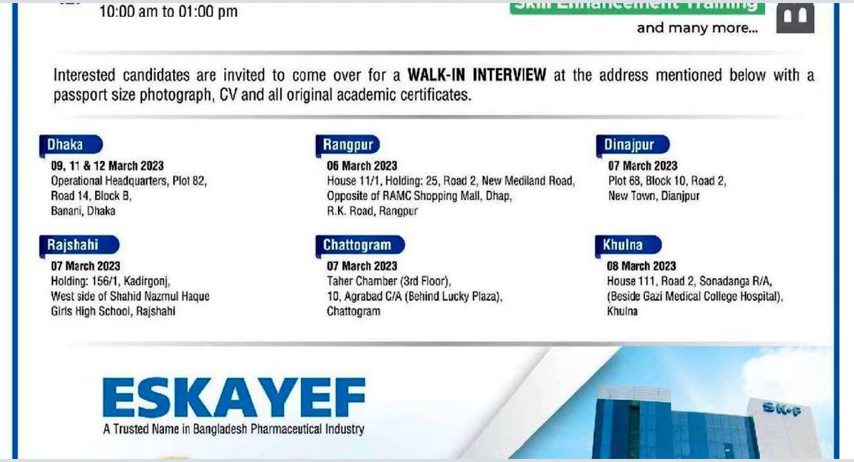 10:00 am to 01:00 pm
Skill Enhancement Training
and many more...
Interested candidates are invited to come over for a WALK-IN INTERVIEW at the address mentioned below with a
passport size photograph, CV and all original academic certificates.
Dhaka
09, 11 & 12 March 2023
Operational Headquarters, Plot 82,
Road 14, Block B,
Banani, Dhaka
Rangpur
06 March 2023
House 11/1, Holding: 25, Road 2, New Mediland Road,
Opposite of RAMC Shopping Mall, Dhap,
R.K. Road, Rangpur
Dinajpur
07 March 2023
Plot 68, Block 10, Road 2,
New Town, Dianjpur
Rajshahi
07 March 2023
Holding: 156/1, Kadirgonj,
West side of Shahid Nazmul Haque
Girls High School, Rajshahi
Chattogram
07 March 2023
Taher Chamber (3rd Floor),
10, Agrabad C/A (Behind Lucky Plaza),
Chattogram
Khulna
08 March 2023
House 111, Road 2, Sonadanga R/A,
(Beside Gazi Medical College Hospital),
Khulna
ESKAYEF
A Trusted Name in Bangladesh Pharmaceutical Industry
SK+F